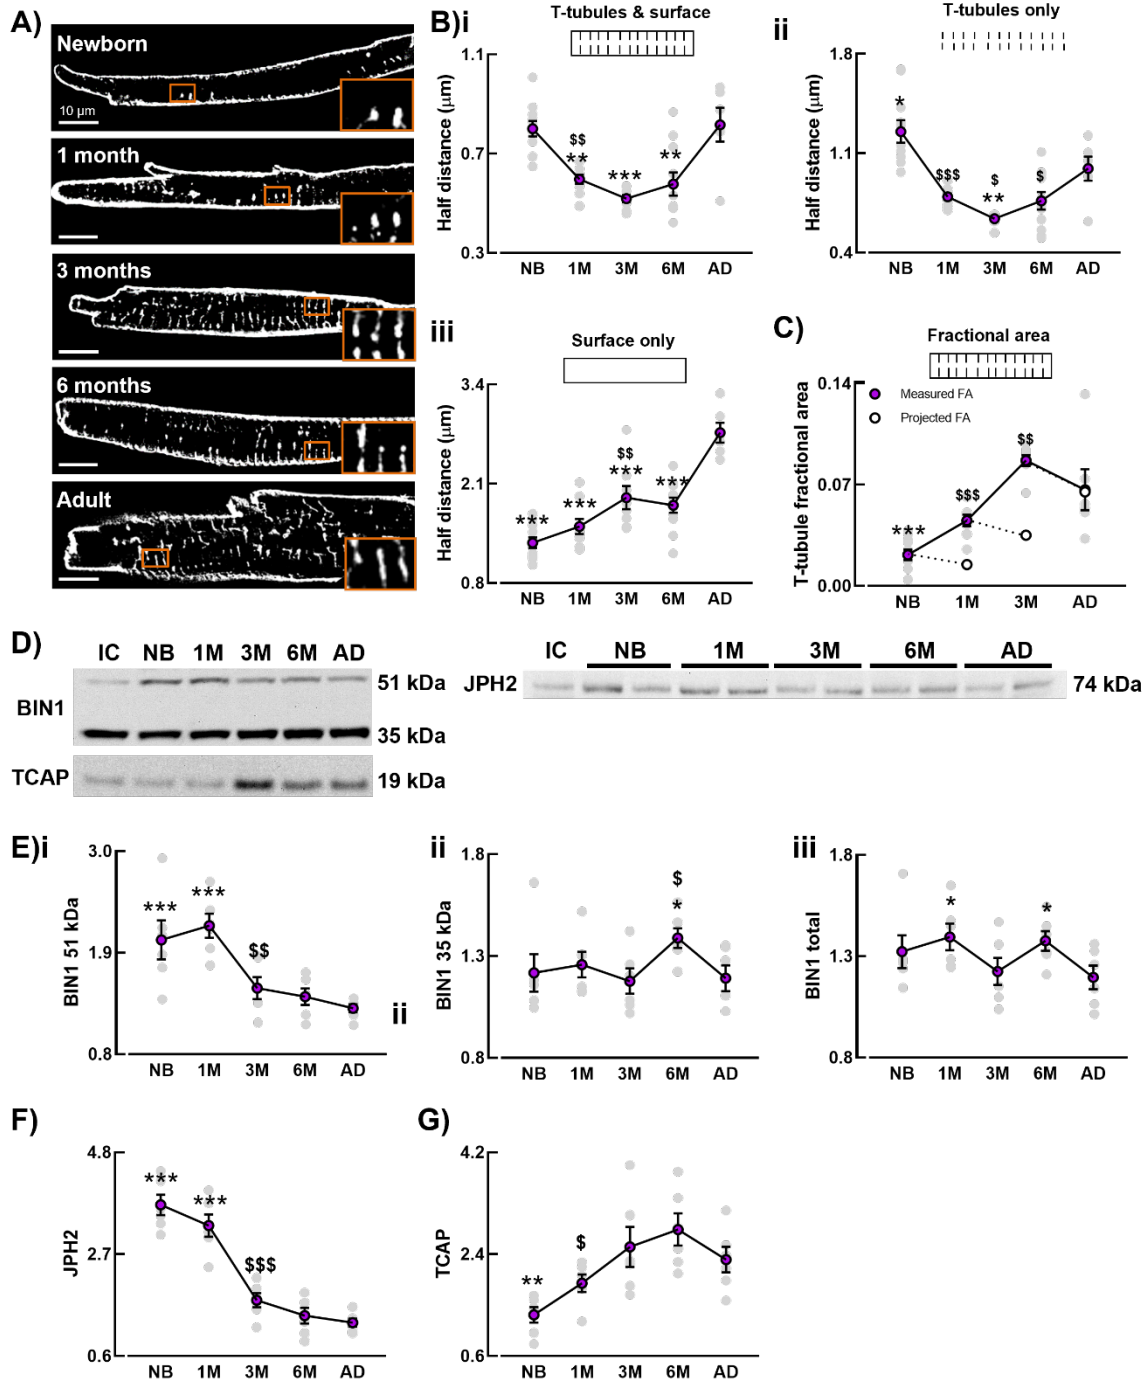 A)
Newborn
10 µm
1 month
3 months
6 months
Adult
B)i
T-tubules & surface
Half distance (µm)
1.1
0.7
0.3
$$
**
***
**
NB 1M 3M 6M AD
ii
T-tubules only
Half distance (µm)
1.8
1.1
0.4
*
$$$
$
**
$
NB 1M 3M 6M AD
iii
Surface only
Half distance (µm)
3.4
2.1
0.8
***
***
$$
***
***
NB 1M 3M 6M AD
C)
Fractional area
T-tubule fractional area
0.14
0.07
0.00
Measured FA
Projected FA
***
$$$
$$
NB 1M 3M AD
D)
IC NB 1M 3M 6M AD
BIN1
51 kDa
35 kDa
TCAP
19 kDa
IC NB 1M 3M 6M AD
JPH2
74 kDa
E)i
BIN1 51 kDa
3.0
1.9
0.8
***
***
$$
NB 1M 3M 6M AD
ii
ii
BIN1 35 kDa
1.8
1.3
0.8
$
*
NB 1M 3M 6M AD
iii
BIN1 total
1.8
1.3
0.8
*
*
NB 1M 3M 6M AD
F)
JPH2
4.8
2.7
0.6
***
***
$$$
NB 1M 3M 6M AD
G)
TCAP
4.2
2.4
0.6
**
$
NB 1M 3M 6M AD